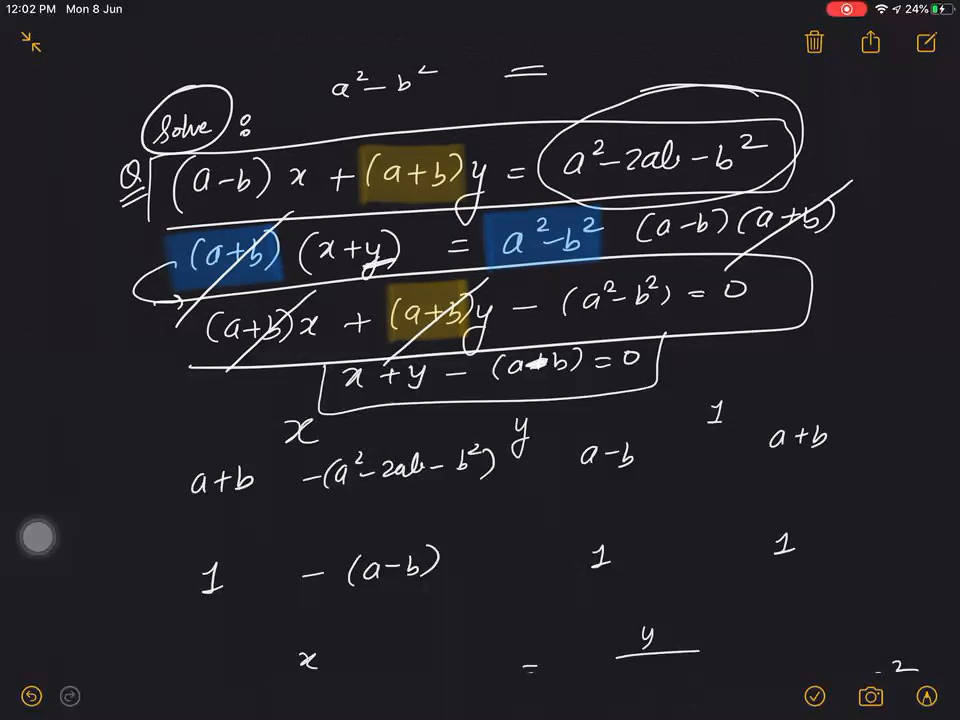 12:02 PM Mon 8 Jun 24%
a² - b² =
Solve :
Q (a-b) x + (a+b) y = a² - 2ab - b²
(a+b) (x+y) = a² - b² (a-b) (a+b)
(a+b) x + (a+b) y - (a² - b²) = 0
x + y - (a-b) = 0
x y 1
a+b -(a² - 2ab - b²) a-b a+b
1 - (a-b) 1 1
x = y
2